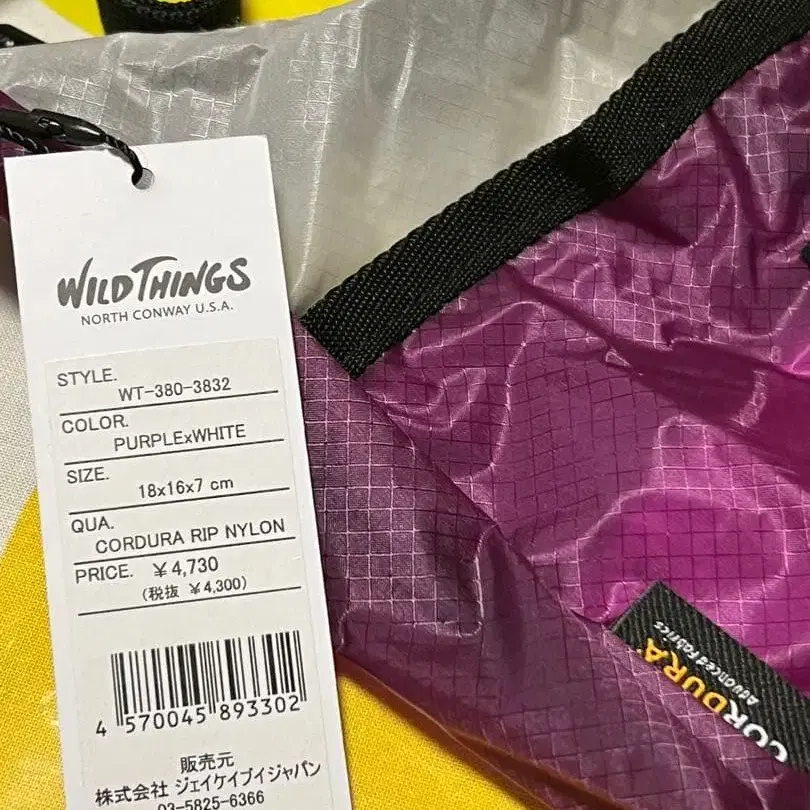 WILD THINGS
NORTH CONWAY U.S.A.
STYLE.
WT-380-3832
COLOR.
PURPLExWHITE
SIZE.
18x16x7 cm
QUA.
CORDURA RIP NYLON
PRICE. ￥4,730
(税抜 ￥4,300)
4 570045 893302
販売元
株式会社 ジェイケイブイジャパン
03-5825-6366
CORDURA
Advanced Fabrics